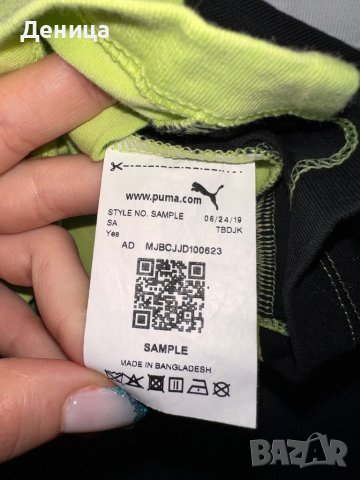 Деница
www.puma.com
STYLE NO. SAMPLE 06/24/19
SA TBDJK
Yes
AD MJBCJJD100623
SAMPLE
MADE IN BANGLADESH
BAZAR